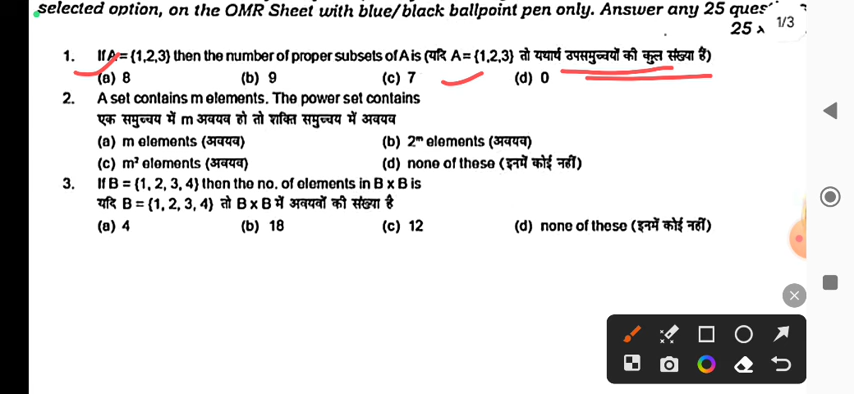 selected option, on the OMR Sheet with blue/black ballpoint pen only. Answer any 25 ques
25 ×
1/3
1. If A = {1,2,3} then the number of proper subsets of A is (यदि A= {1,2,3} तो यथार्थ उपसमुच्चयों की कुल संख्या हैं)
(a) 8 (b) 9 (c) 7 (d) 0
2. A set contains m elements. The power set contains
एक समुच्चय में m अवयव हो तो शक्ति समुच्चय में अवयव
(a) m elements (अवयव) (b) 2ᵐ elements (अवयव)
(c) m² elements (अवयव) (d) none of these (इनमें कोई नहीं)
3. If B = {1, 2, 3, 4} then the no. of elements in B x B is
यदि B = {1, 2, 3, 4} तो B x B में अवयवों की संख्या है
(a) 4 (b) 18 (c) 12 (d) none of these (इनमें कोई नहीं)